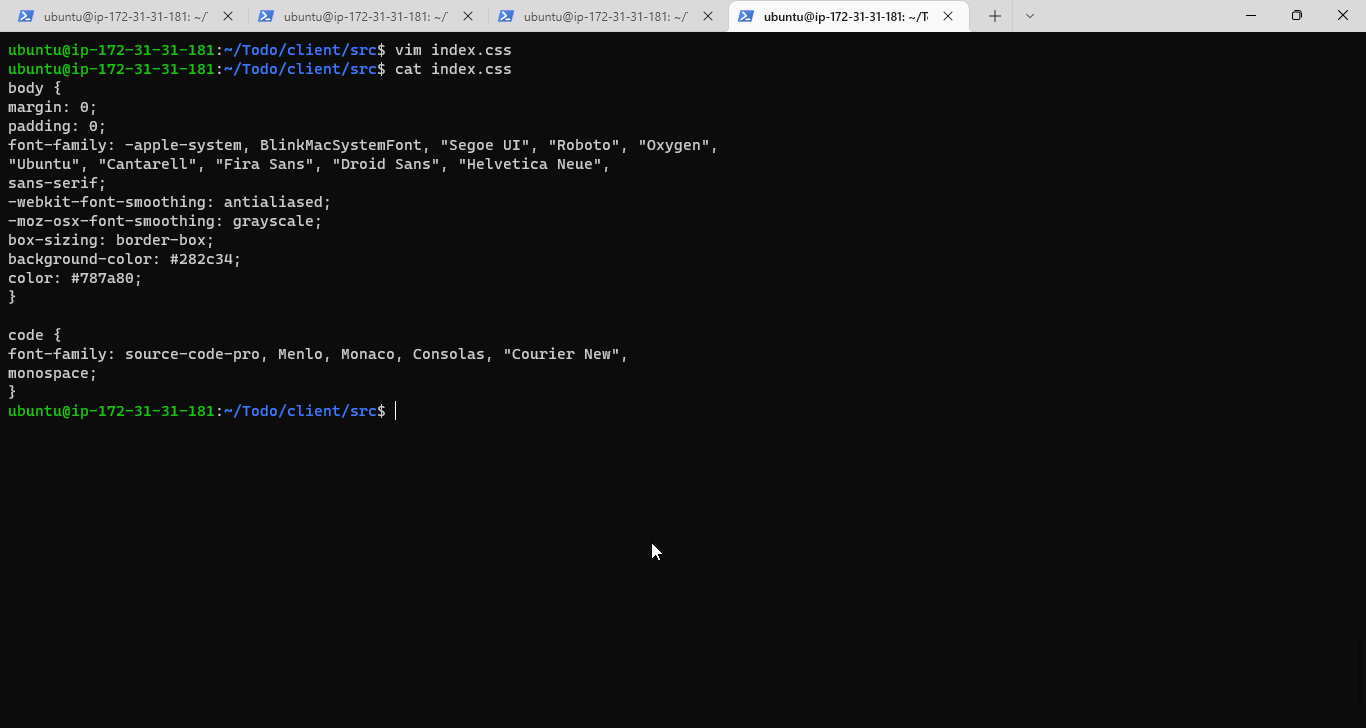 ubuntu@ip-172-31-31-181: ~/
ubuntu@ip-172-31-31-181: ~/
ubuntu@ip-172-31-31-181: ~/
ubuntu@ip-172-31-31-181: ~/T
ubuntu@ip-172-31-31-181:~/Todo/client/src$ vim index.css
ubuntu@ip-172-31-31-181:~/Todo/client/src$ cat index.css
body {
margin: 0;
padding: 0;
font-family: -apple-system, BlinkMacSystemFont, "Segoe UI", "Roboto", "Oxygen",
"Ubuntu", "Cantarell", "Fira Sans", "Droid Sans", "Helvetica Neue",
sans-serif;
-webkit-font-smoothing: antialiased;
-moz-osx-font-smoothing: grayscale;
box-sizing: border-box;
background-color: #282c34;
color: #787a80;
}
code {
font-family: source-code-pro, Menlo, Monaco, Consolas, "Courier New",
monospace;
}
ubuntu@ip-172-31-31-181:~/Todo/client/src$